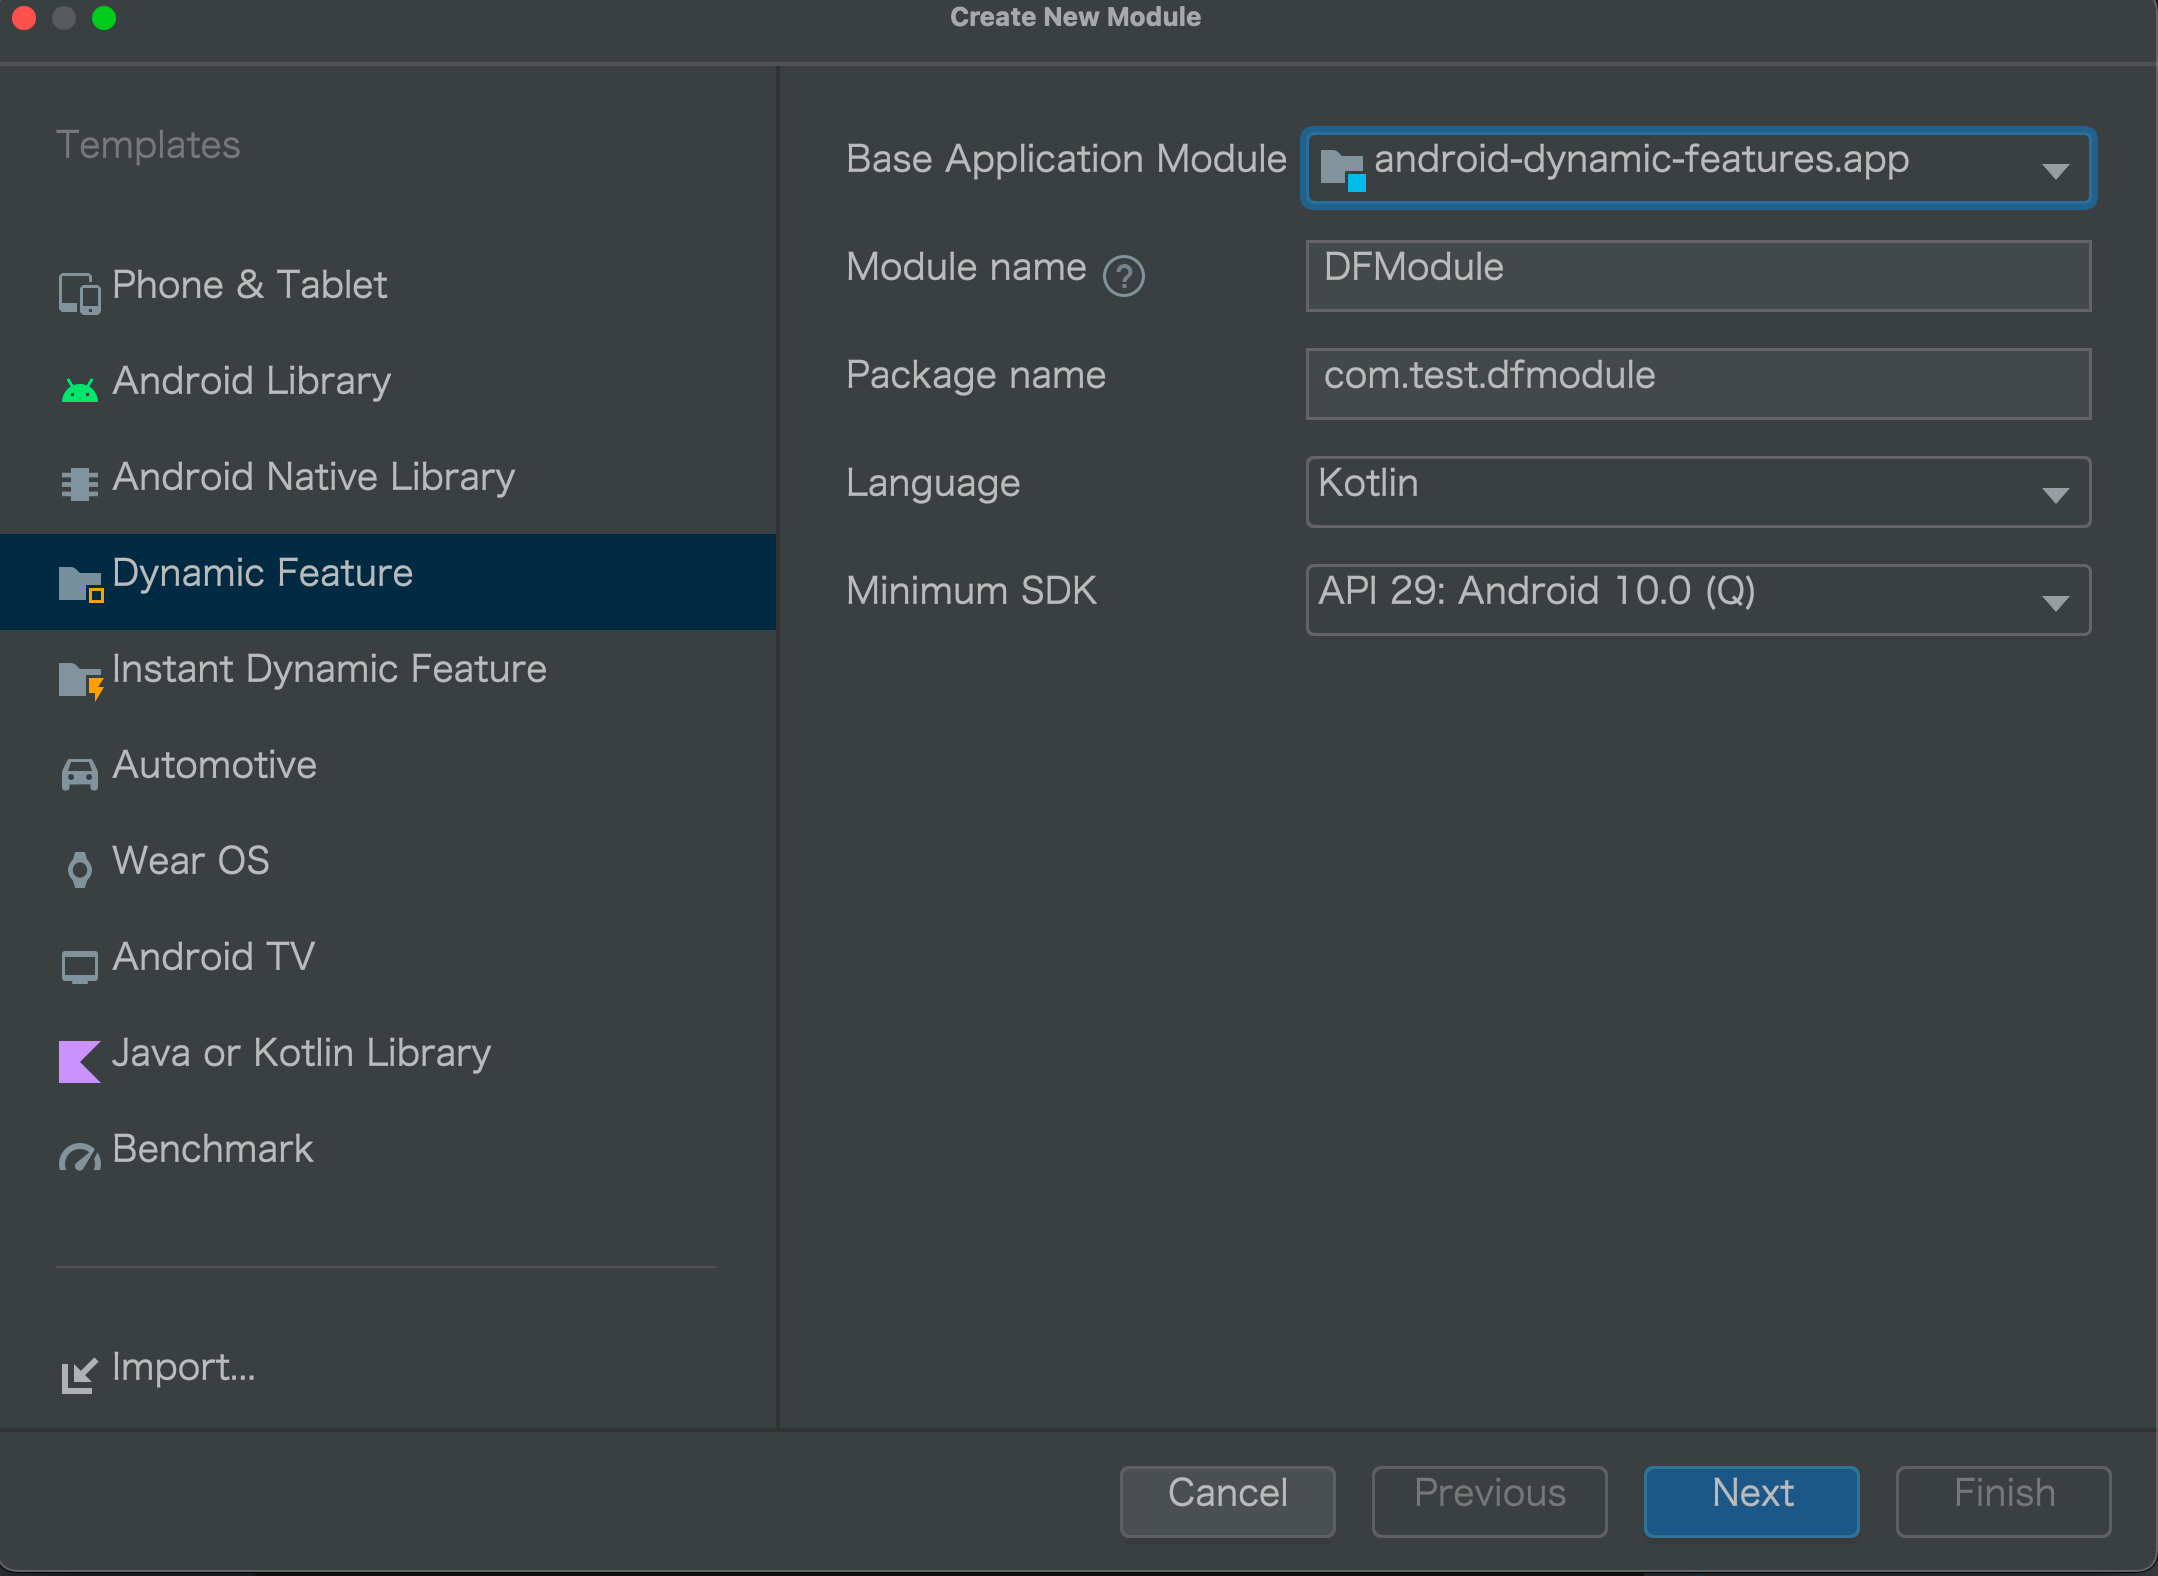 Create New Module
Templates
Phone & Tablet
Android Library
Android Native Library
Dynamic Feature
Instant Dynamic Feature
Automotive
Wear OS
Android TV
Java or Kotlin Library
Benchmark
Import...
Base Application Module android-dynamic-features.app
Module name ? DFModule
Package name com.test.dfmodule
Language Kotlin
Minimum SDK API 29: Android 10.0 (Q)
Cancel Previous Next Finish